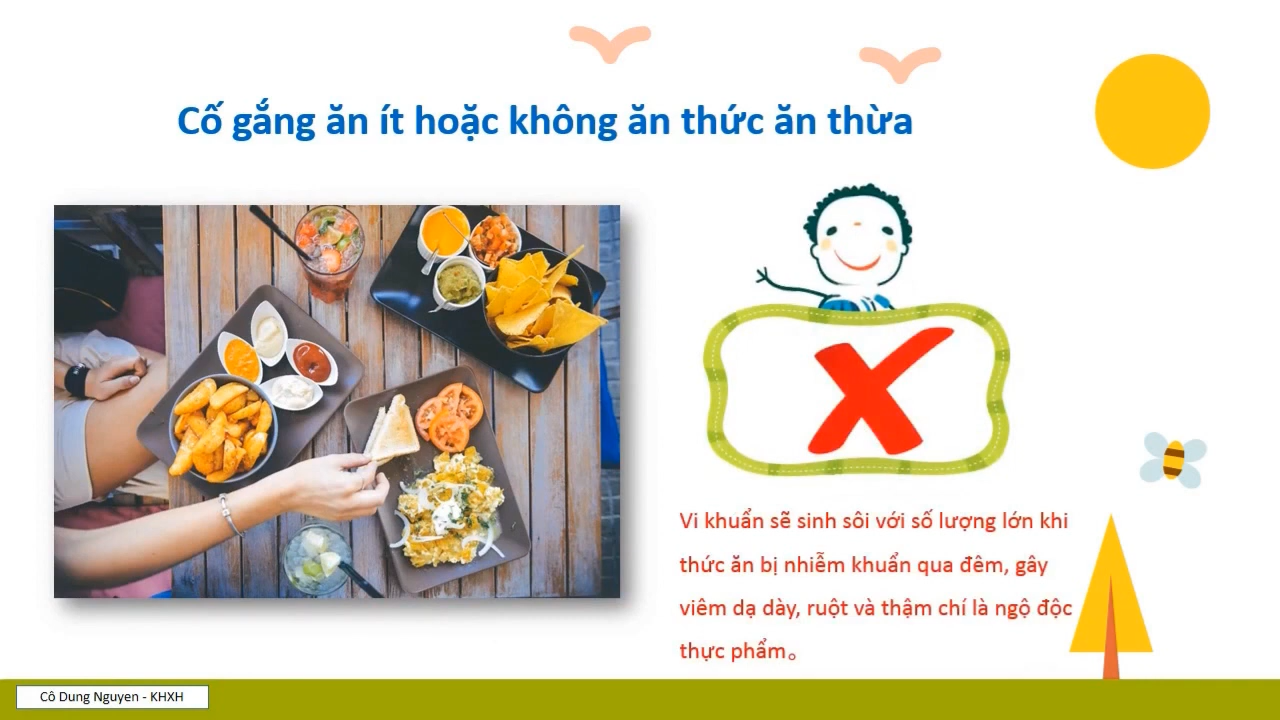 Cố gắng ăn ít hoặc không ăn thức ăn thừa
Vi khuẩn sẽ sinh sôi với số lượng lớn khi
thức ăn bị nhiễm khuẩn qua đêm, gây
viêm dạ dày, ruột và thậm chí là ngộ độc
thực phẩm。
Cô Dung Nguyen - KHXH